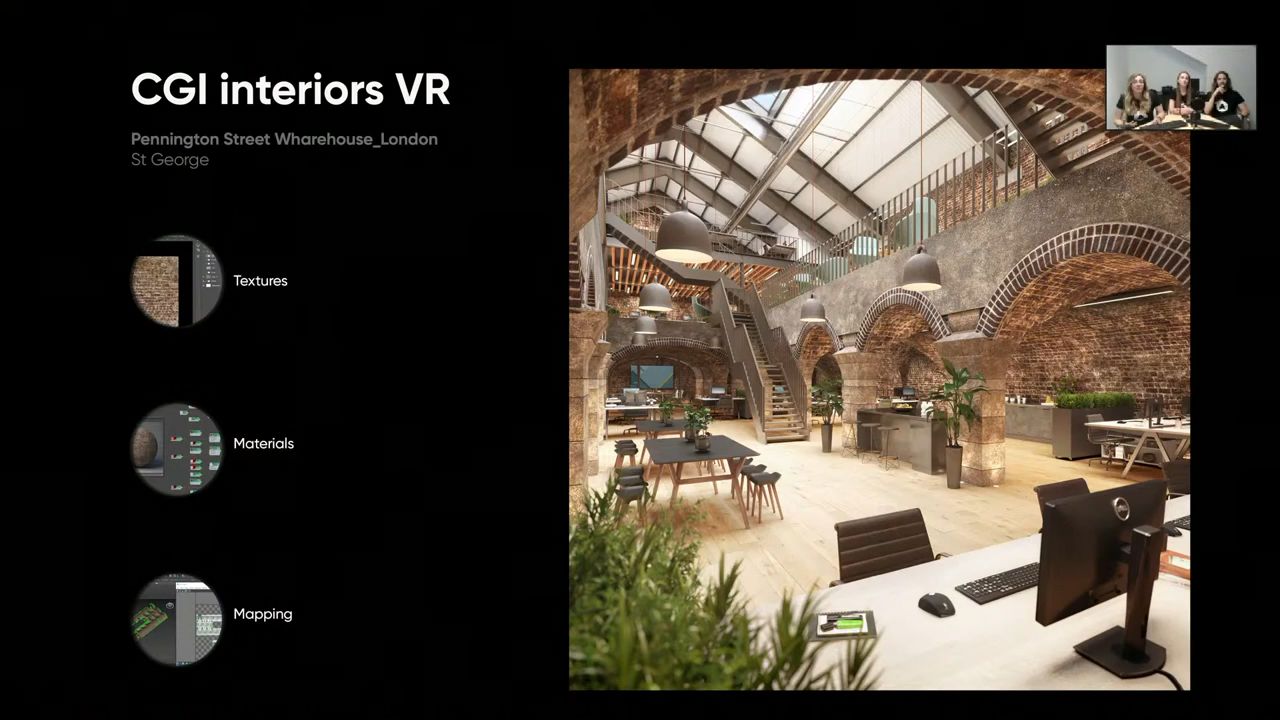 CGI interiors VR
Pennington Street Wharehouse_London
St George
Textures
Materials
Mapping